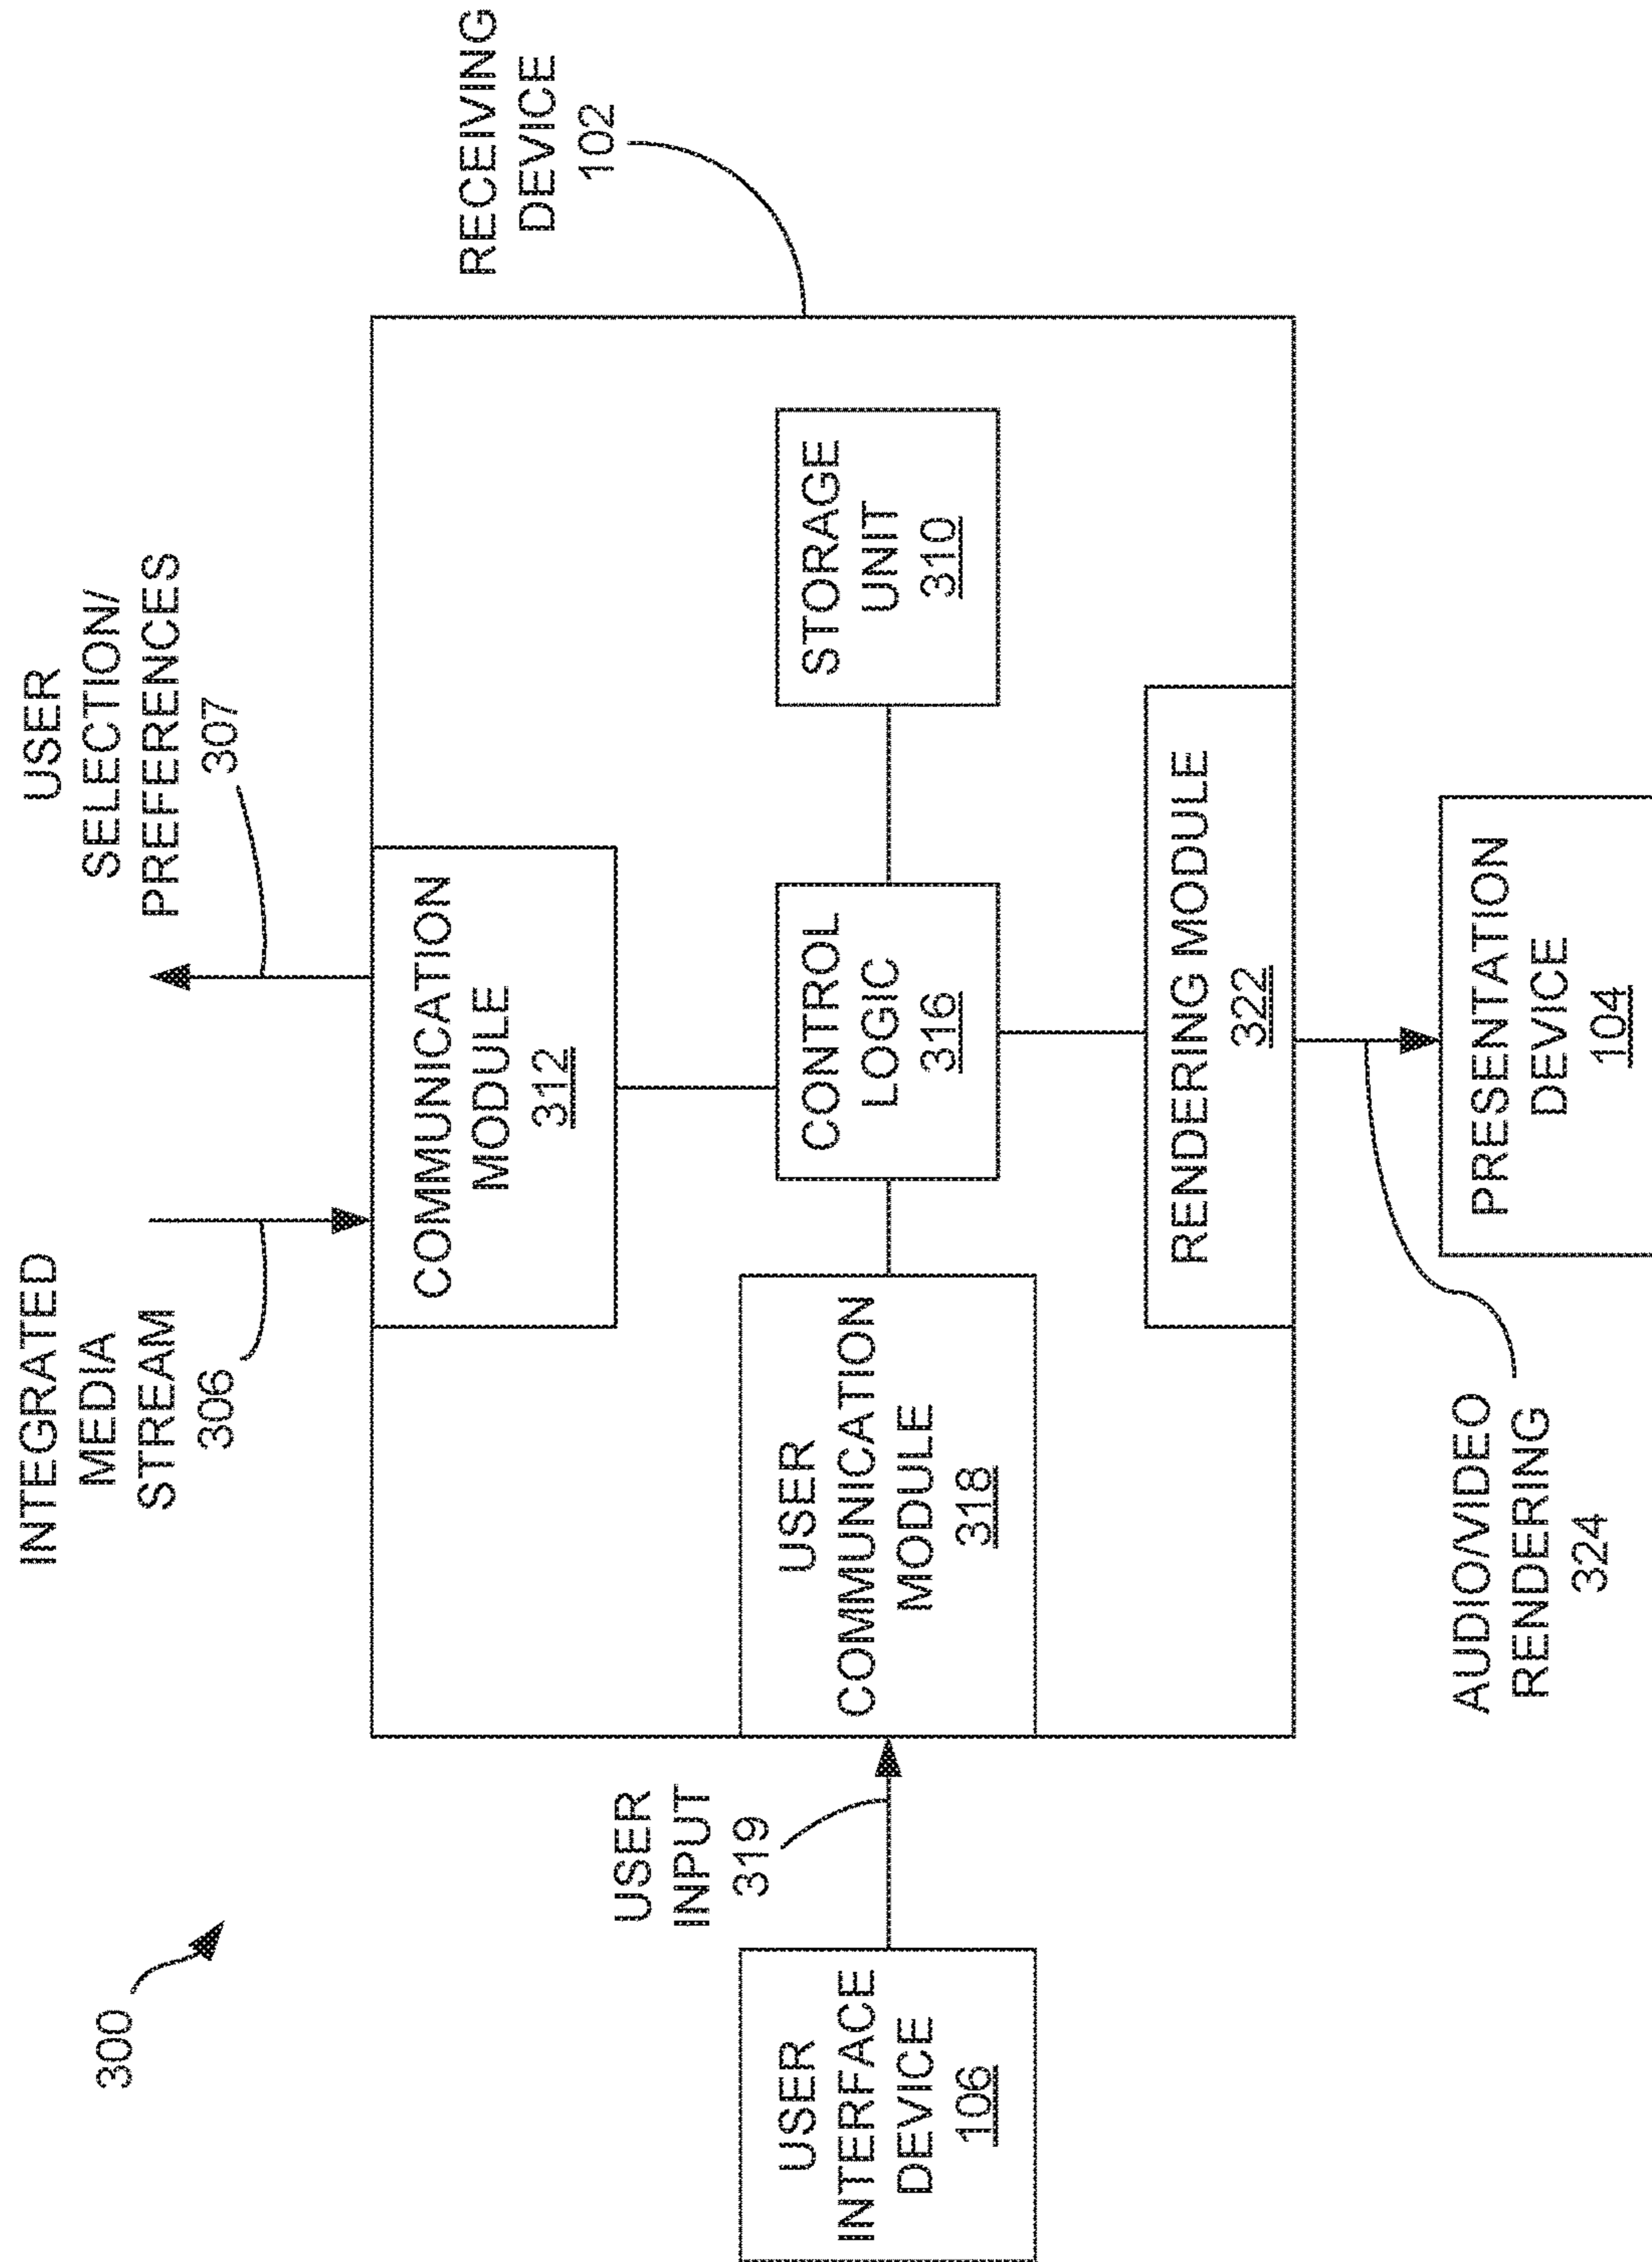 300
INTEGRATED
MEDIA
STREAM
306
USER
SELECTION/
PREFERENCES
307
RECEIVING
DEVICE
102
COMMUNICATION
MODULE
312
USER
INPUT
319
USER
INTERFACE
DEVICE
106
USER
COMMUNICATION
MODULE
318
CONTROL
LOGIC
316
STORAGE
UNIT
310
RENDERING MODULE
322
AUDIO/VIDEO
RENDERING
324
PRESENTATION
DEVICE
104